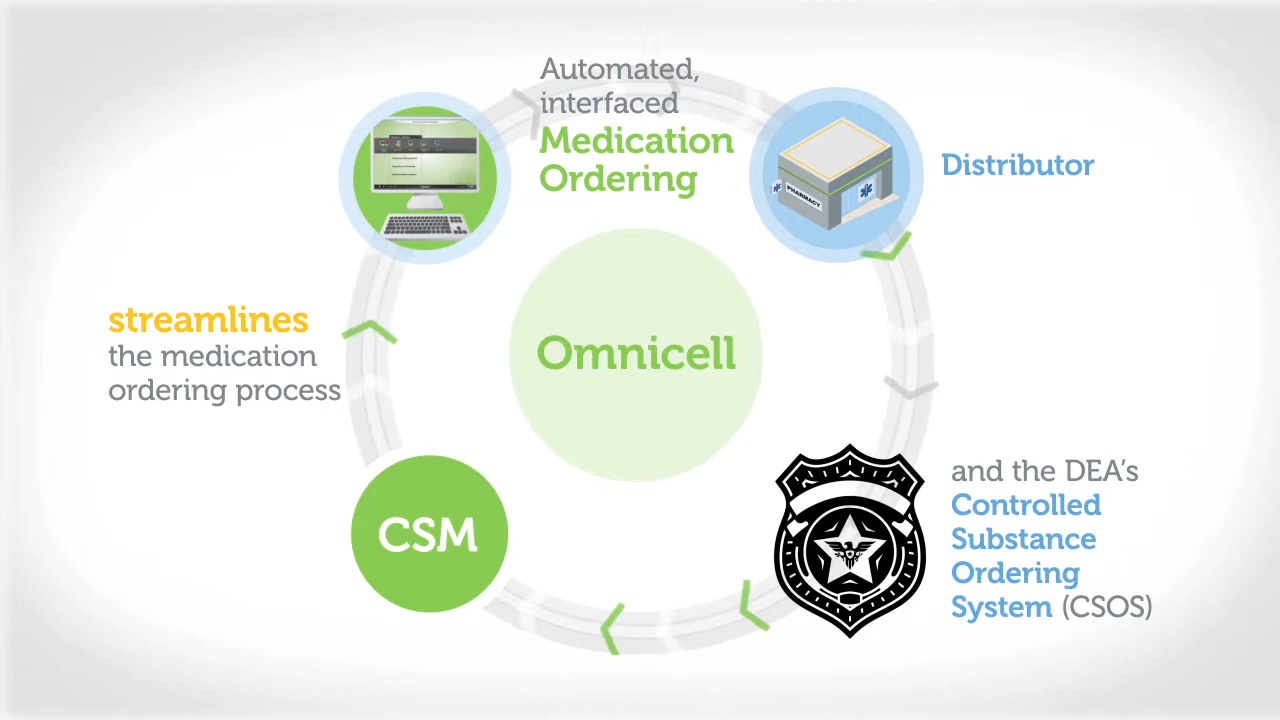 Automated,
interfaced
Medication
Ordering
PHARMACY
Distributor
streamlines
the medication
ordering process
Omnicell
CSM
and the DEA's
Controlled
Substance
Ordering
System (CSOS)